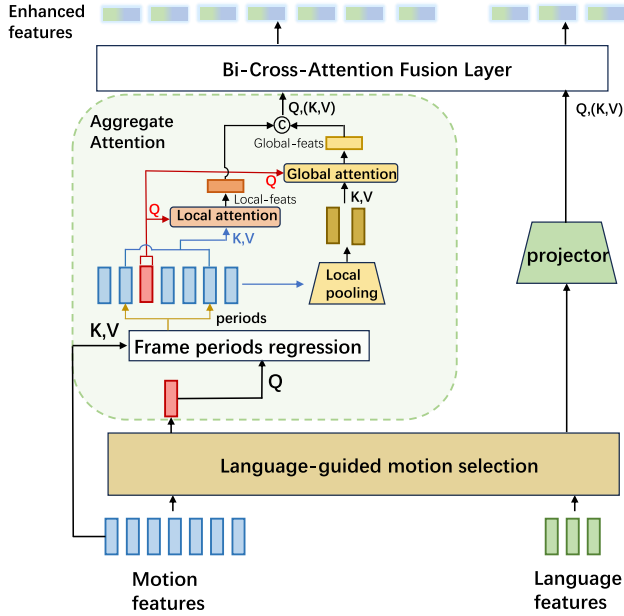 Enhanced
features
Bi-Cross-Attention Fusion Layer
Q,(K,V)
Q,(K,V)
Aggregate
Attention
C
Global-feats
Q
Global attention
Local-feats
K,V
Q
Local attention
K,V
projector
Local
pooling
periods
K,V
Frame periods regression
Q
Language-guided motion selection
Motion
features
Language
features